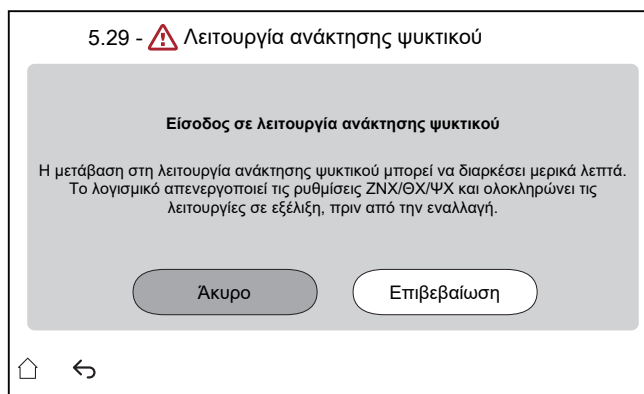 5.29 - Λειτουργία ανάκτησης ψυκτικού
Είσοδος σε λειτουργία ανάκτησης ψυκτικού
Η μετάβαση στη λειτουργία ανάκτησης ψυκτικού μπορεί να διαρκέσει μερικά λεπτά.
Το λογισμικό απενεργοποιεί τις ρυθμίσεις ΖΝΧ/ΘΧ/ΨΧ και ολοκληρώνει τις
λειτουργίες σε εξέλιξη, πριν από την εναλλαγή.
Άκυρο
Επιβεβαίωση